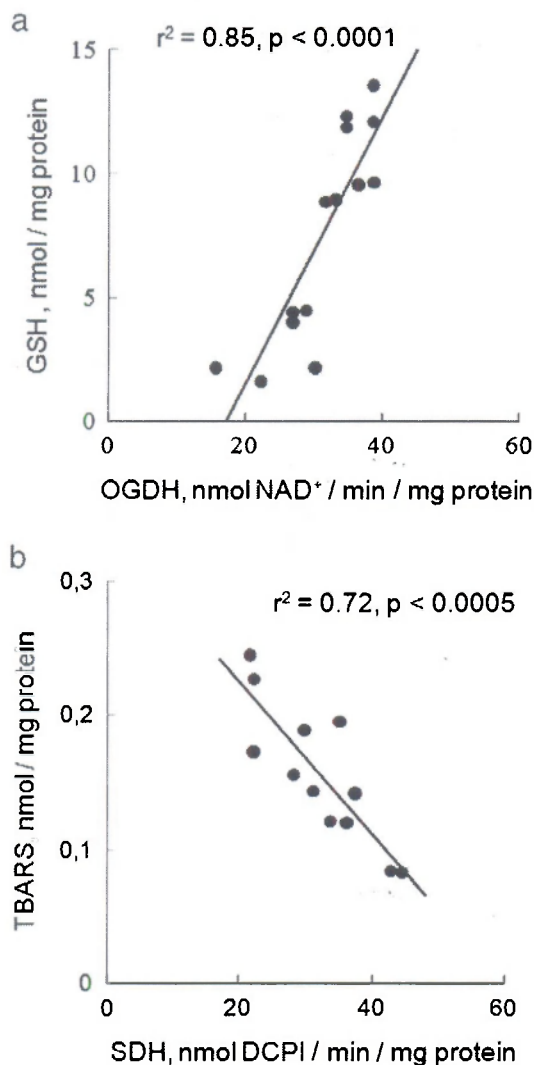 a
r² = 0.85, p < 0.0001
15
10
5
0
GSH, nmol / mg protein
0 20 40 60
OGDH, nmol NAD⁺ / min / mg protein
b
0,3
r² = 0.72, p < 0.0005
0,2
0,1
0
TBARS, nmol / mg protein
0 20 40 60
SDH, nmol DCPI / min / mg protein